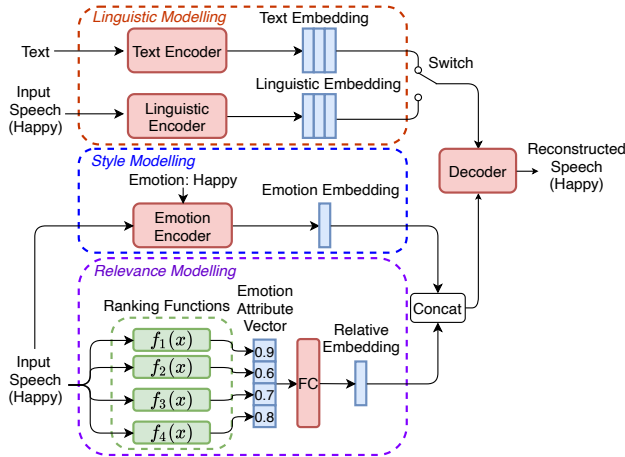 Linguistic Modelling
Text Embedding
Text
Text Encoder
Switch
Linguistic Embedding
Input
Speech
(Happy)
Linguistic
Encoder
Reconstructed
Speech
(Happy)
Decoder
Style Modelling
Emotion: Happy
Emotion Embedding
Emotion
Encoder
Relevance Modelling
Concat
Ranking Functions
Emotion
Attribute
Vector
Relative
Embedding
Input
Speech
(Happy)
f₁(x)
f₂(x)
f₃(x)
f₄(x)
0.9
0.6
0.7
0.8
FC